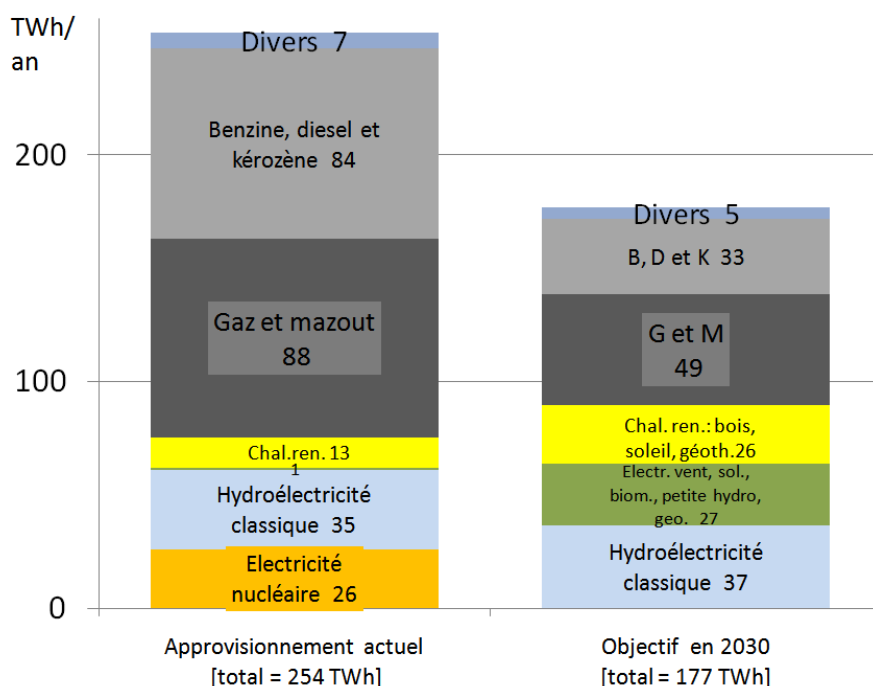 TWh/
an
200
100
0
Divers 7
Benzine, diesel et
kérozène 84
Gaz et mazout
88
Chal.ren. 13
1
Hydroélectricité
classique 35
Electricité
nucléaire 26
Approvisionnement actuel
[total = 254 TWh]
Divers 5
B, D et K 33
G et M
49
Chal. ren.: bois,
soleil, géoth.26
Electr. vent, sol.,
biom., petite hydro,
geo. 27
Hydroélectricité
classique 37
Objectif en 2030
[total = 177 TWh]